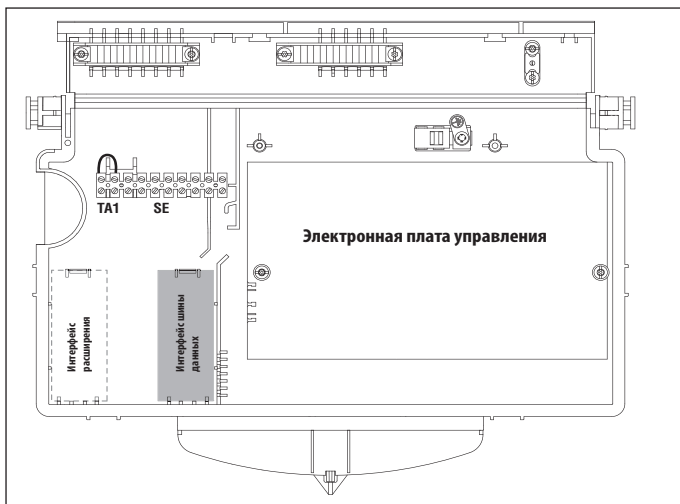 Электронная плата управления
TA1 SE
Интерфейс
расширения
Интерфейс шины
данных